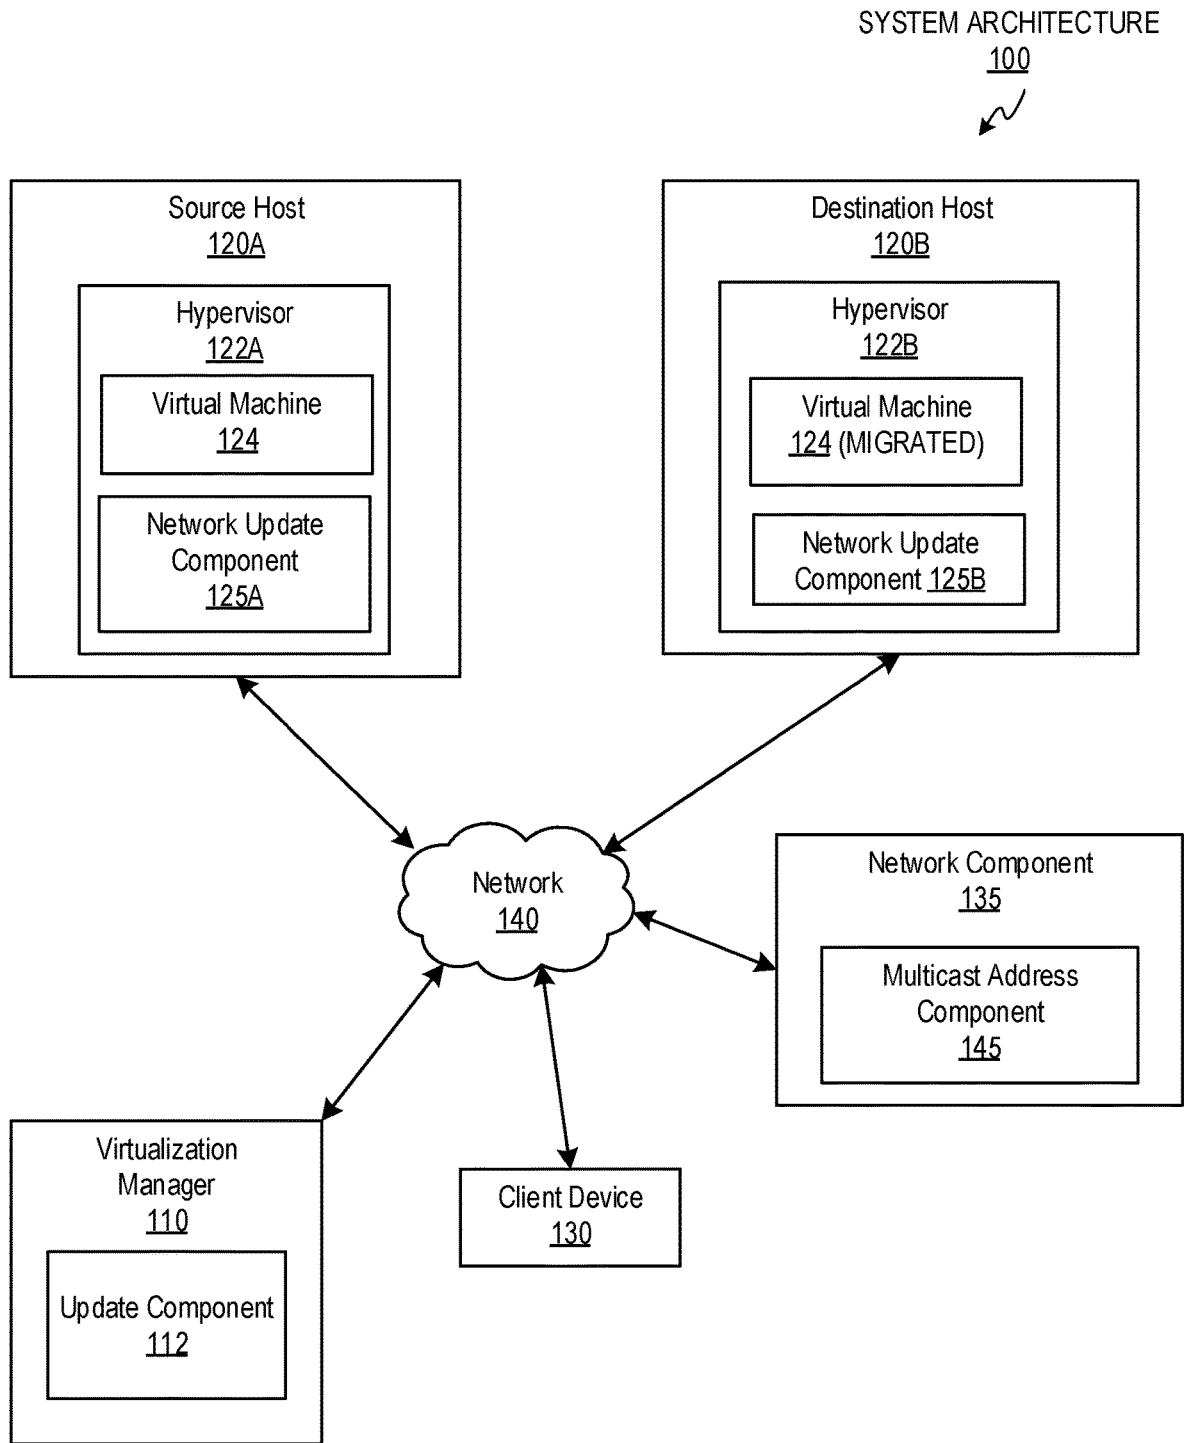 SYSTEM ARCHITECTURE
100
Source Host
120A
Hypervisor
122A
Virtual Machine
124
Network Update
Component
125A
Destination Host
120B
Hypervisor
122B
Virtual Machine
124 (MIGRATED)
Network Update
Component 125B
Network
140
Network Component
135
Multicast Address
Component
145
Virtualization
Manager
110
Update Component
112
Client Device
130